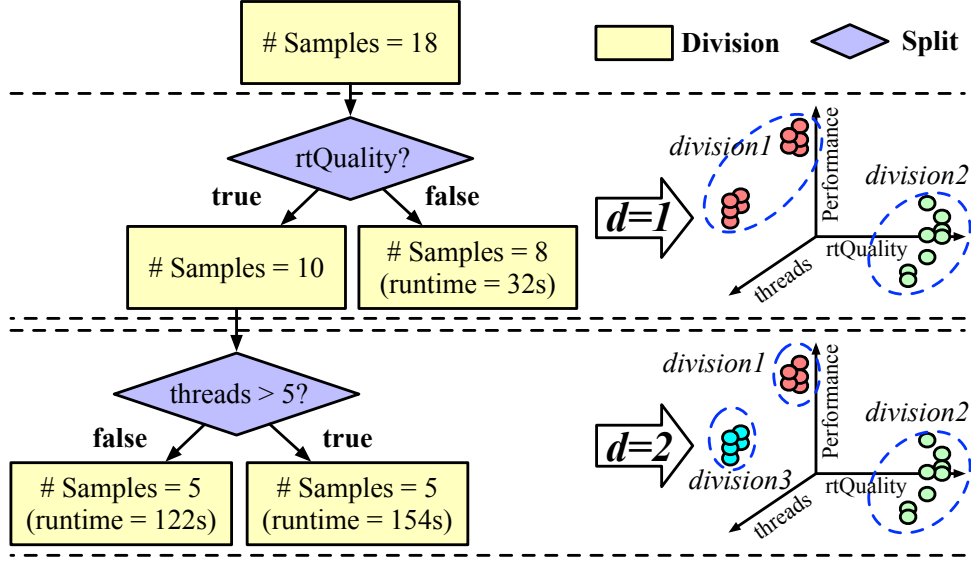 # Samples = 18
Division
Split
rtQuality?
true
false
# Samples = 10
# Samples = 8
(runtime = 32s)
d=1
division1
division2
Performance
rtQuality
threads
threads > 5?
false
true
# Samples = 5
(runtime = 122s)
# Samples = 5
(runtime = 154s)
d=2
division1
division2
division3
Performance
rtQuality
threads